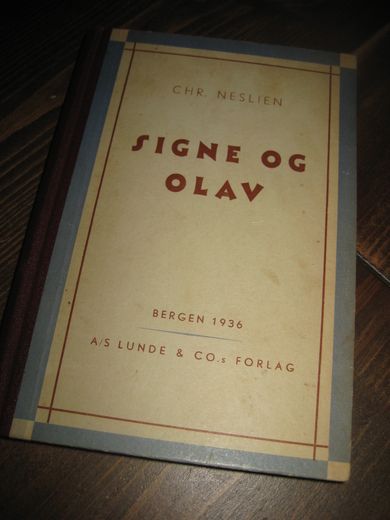 CHR. NESLIEN
SIGNE OG
OLAV
BERGEN 1936
A/S LUNDE & CO.s FORLAG